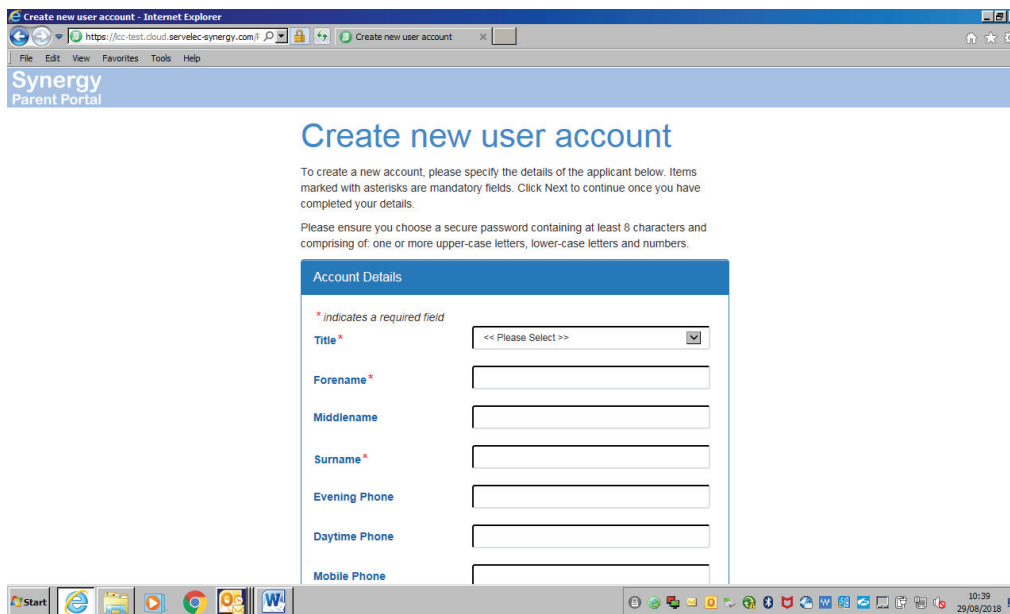 Create new user account - Internet Explorer
https://lcc-test.cloud.servelec-synergy.com/
Create new user account
File Edit View Favorites Tools Help
Synergy
Parent Portal
Create new user account
To create a new account, please specify the details of the applicant below. Items
marked with asterisks are mandatory fields. Click Next to continue once you have
completed your details.
Please ensure you choose a secure password containing at least 8 characters and
comprising of: one or more upper-case letters, lower-case letters and numbers.
Account Details
* indicates a required field
Title *
<< Please Select >>
Forename *
Middlename
Surname *
Evening Phone
Daytime Phone
Mobile Phone
Start
10:39
29/08/2018